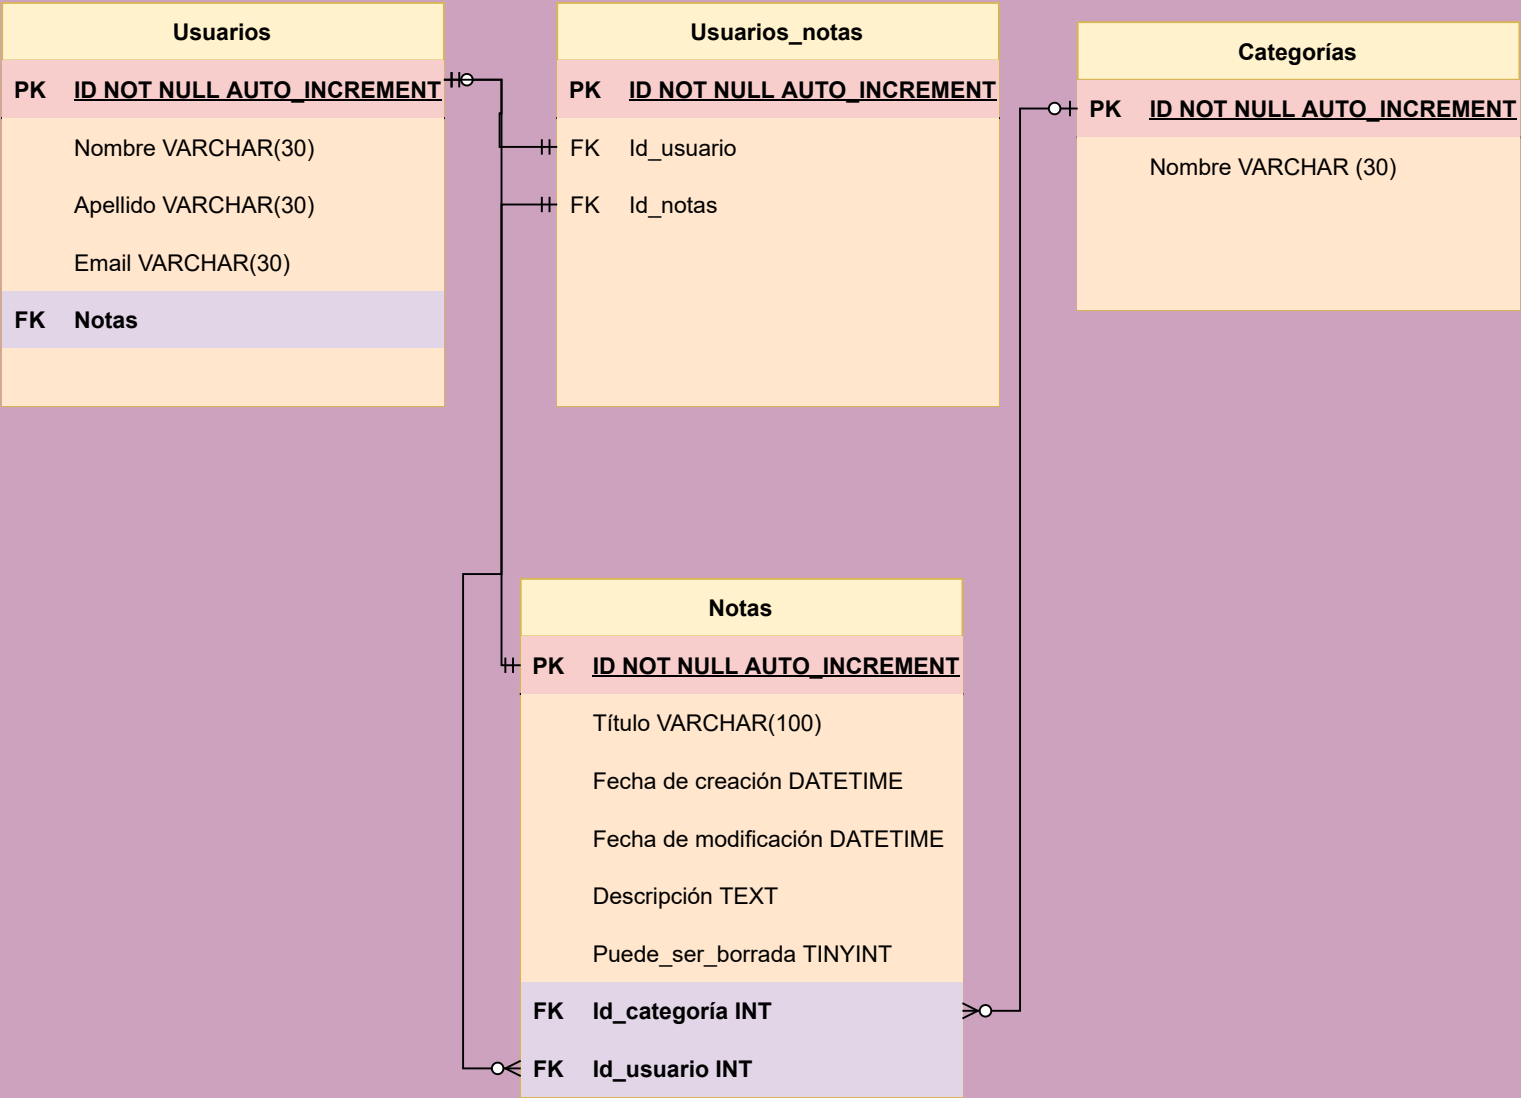 Usuarios
PK ID NOT NULL AUTO_INCREMENT
Nombre VARCHAR(30)
Apellido VARCHAR(30)
Email VARCHAR(30)
FK Notas
Usuarios_notas
PK ID NOT NULL AUTO_INCREMENT
FK Id_usuario
FK Id_notas
Categorías
PK ID NOT NULL AUTO_INCREMENT
Nombre VARCHAR (30)
Notas
PK ID NOT NULL AUTO_INCREMENT
Título VARCHAR(100)
Fecha de creación DATETIME
Fecha de modificación DATETIME
Descripción TEXT
Puede_ser_borrada TINYINT
FK Id_categoría INT
FK Id_usuario INT